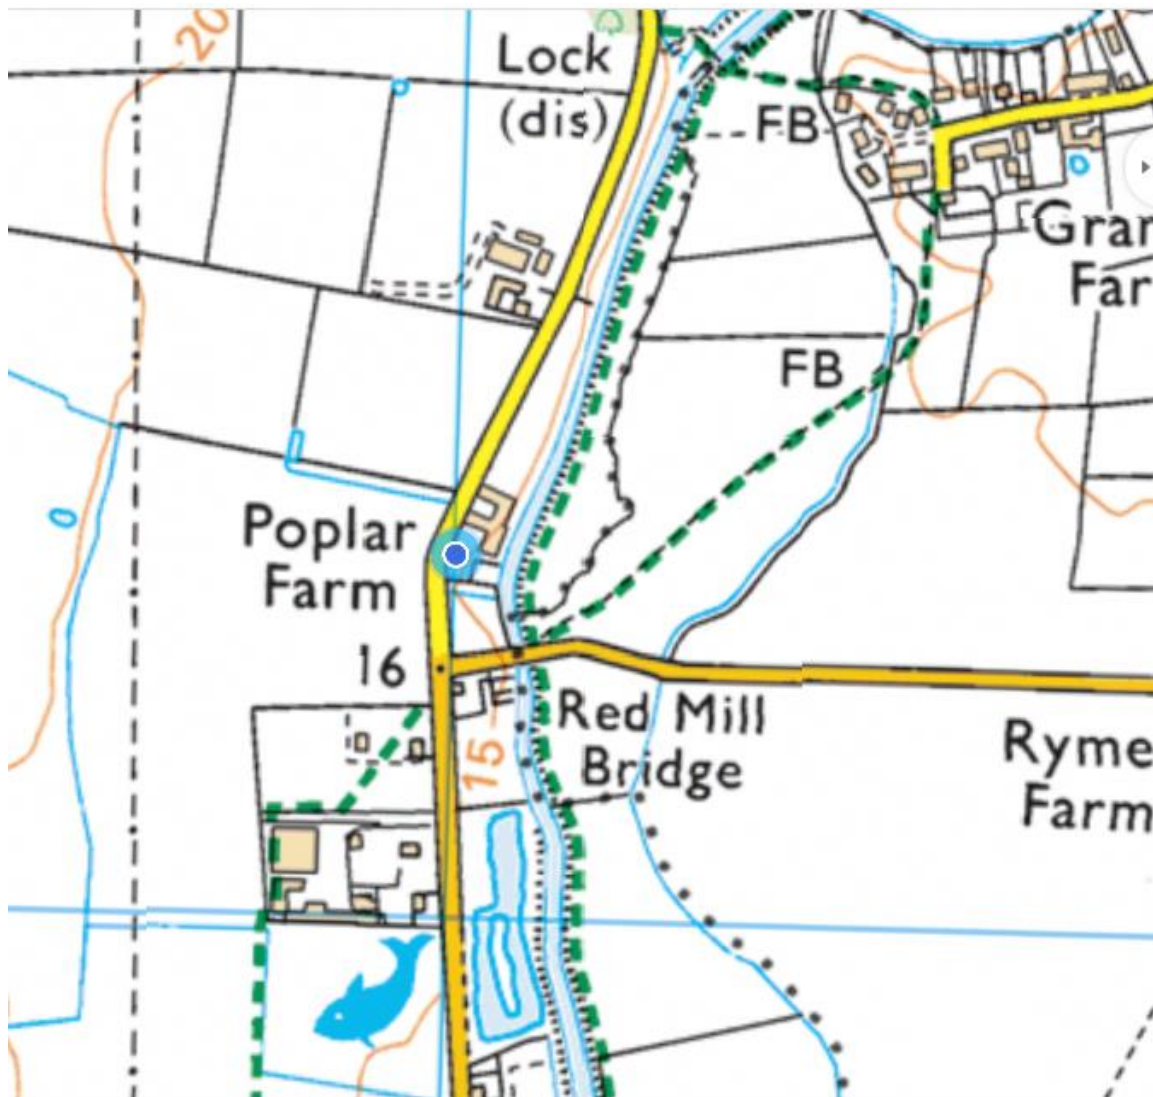 20
Lock
(dis)
FB
Gran
Far
FB
Poplar
Farm
16
Red Mill
Bridge
15
Ryme
Farm